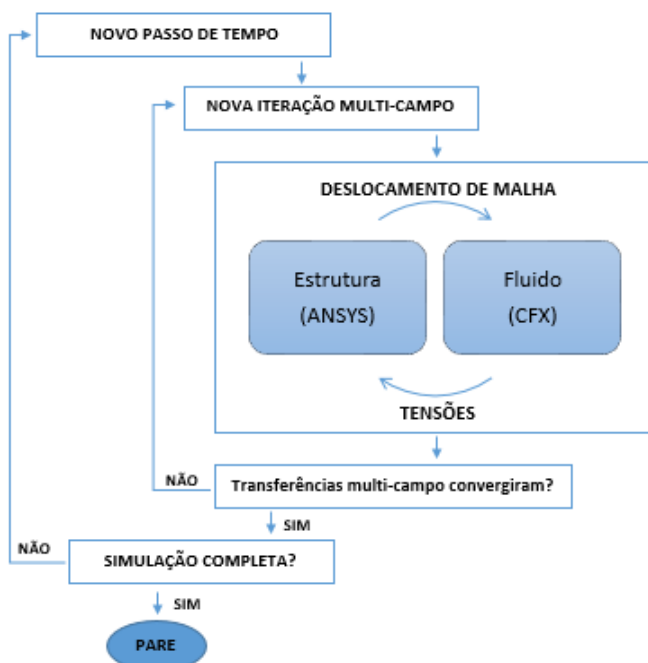 NOVO PASSO DE TEMPO
NOVA ITERAÇÃO MULTI-CAMPO
DESLOCAMENTO DE MALHA
Estrutura
(ANSYS)
Fluido
(CFX)
TENSÕES
NÃO
Transferências multi-campo convergiram?
SIM
NÃO
SIMULAÇÃO COMPLETA?
SIM
PARE